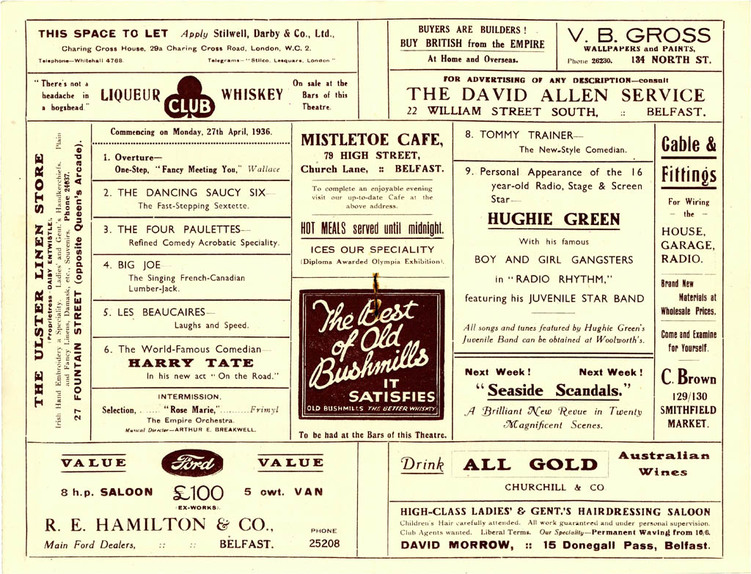 THIS SPACE TO LET Apply Stilwell, Darby & Co., Ltd.,
Charing Cross House, 29a Charing Cross Road, London, W.C. 2.
Telephone—Whitehall 4768. Telegrams—"Stilco, Lesquare, London"
BUYERS ARE BUILDERS !
BUY BRITISH from the EMPIRE
At Home and Overseas.
V. B. GROSS
WALLPAPERS and PAINTS,
Phone 26230. 134 NORTH ST.
"There's not a
headache in
a hogshead."
LIQUEUR CLUB WHISKEY
On sale at the
Bars of this
Theatre.
FOR ADVERTISING OF ANY DESCRIPTION—consult
THE DAVID ALLEN SERVICE
22 WILLIAM STREET SOUTH, :: BELFAST.
THE ULSTER LINEN STORE
(Proprietress—DAISY ENTWISTLE).
Irish Hand Embroidery a Speciality. Ladies' and Gent.'s Handkerchiefs. Plain
and Fancy Linens, Damask, etc., Souvenirs. Phone 24637.
27 FOUNTAIN STREET (opposite Queen's Arcade).
Commencing on Monday, 27th April, 1936.
1. Overture—
One-Step, "Fancy Meeting You," Wallace
2. THE DANCING SAUCY SIX—
The Fast-Stepping Sextette.
3. THE FOUR PAULETTES—
Refined Comedy Acrobatic Speciality.
4. BIG JOE—
The Singing French-Canadian
Lumber-Jack.
5. LES BEAUCAIRES—
Laughs and Speed.
6. The World-Famous Comedian—
HARRY TATE
In his new act "On the Road."
INTERMISSION.
Selection, ...... "Rose Marie,"........Frimyl
The Empire Orchestra.
Musical Director—ARTHUR E. BREAKWELL.
MISTLETOE CAFE,
79 HIGH STREET,
Church Lane, :: BELFAST.
To complete an enjoyable evening
visit our up-to-date Cafe at the
above address.
HOT MEALS served until midnight.
ICES OUR SPECIALITY
(Diploma Awarded Olympia Exhibition).
The Best
of Old
Bushmills
IT
SATISFIES
OLD BUSHMILLS THE BETTER WHISKY
To be had at the Bars of this Theatre.
8. TOMMY TRAINER—
The New-Style Comedian.
9. Personal Appearance of the 16
year-old Radio, Stage & Screen
Star—
HUGHIE GREEN
With his famous
BOY AND GIRL GANGSTERS
in "RADIO RHYTHM,"
featuring his JUVENILE STAR BAND
All songs and tunes featured by Hughie Green's
Juvenile Band can be obtained at Woolworth's.
Next Week ! Next Week !
"Seaside Scandals."
A Brilliant New Revue in Twenty
Magnificent Scenes.
Cable &
Fittings
For Wiring
– the –
HOUSE,
GARAGE,
RADIO.
Brand New
Materials at
Wholesale Prices.
Come and Examine
for Yourself.
C. Brown
129/130
SMITHFIELD
MARKET.
VALUE Ford VALUE
8 h.p. SALOON £100 5 cwt. VAN
(EX-WORKS).
R. E. HAMILTON & CO.,
Main Ford Dealers, :: :: BELFAST.
PHONE
25208
Drink ALL GOLD Australian
Wines
CHURCHILL & CO
HIGH-CLASS LADIES' & GENT.'S HAIRDRESSING SALOON
Children's Hair carefully attended. All work guaranteed and under personal supervision.
Club Agents wanted. Liberal Terms. Our Speciality—Permanent Waving from 10/6.
DAVID MORROW, :: 15 Donegall Pass, Belfast.